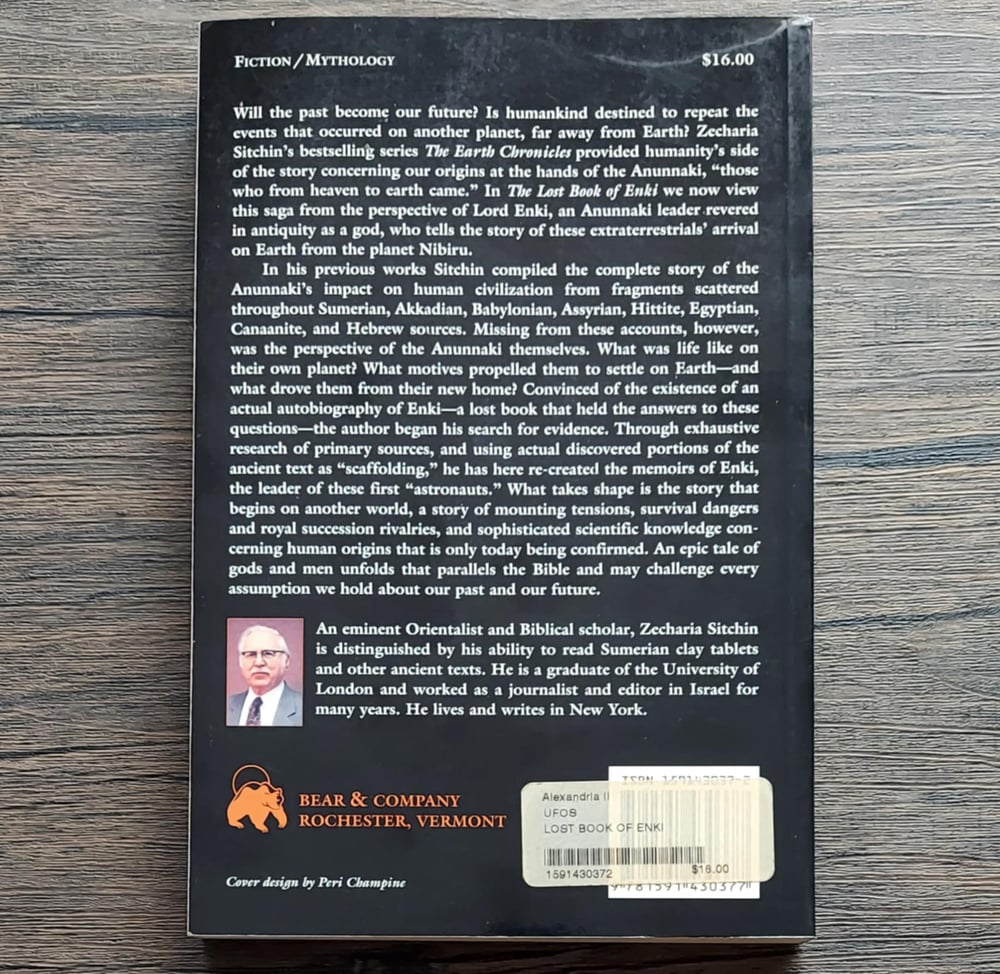 FICTION/MYTHOLOGY
$16.00
Will the past become our future? Is humankind destined to repeat the
events that occurred on another planet, far away from Earth? Zecharia
Sitchin's bestselling series The Earth Chronicles provided humanity's side
of the story concerning our origins at the hands of the Anunnaki, “those
who from heaven to earth came.” In The Lost Book of Enki we now view
this saga from the perspective of Lord Enki, an Anunnaki leader revered
in antiquity as a god, who tells the story of these extraterrestrials' arrival
on Earth from the planet Nibiru.
In his previous works Sitchin compiled the complete story of the
Anunnaki's impact on human civilization from fragments scattered
throughout Sumerian, Akkadian, Babylonian, Assyrian, Hittite, Egyptian,
Canaanite, and Hebrew sources. Missing from these accounts, however,
was the perspective of the Anunnaki themselves. What was life like on
their own planet? What motives propelled them to settle on Earth—and
what drove them from their new home? Convinced of the existence of an
actual autobiography of Enki—a lost book that held the answers to these
questions—the author began his search for evidence. Through exhaustive
research of primary sources, and using actual discovered portions of the
ancient text as “scaffolding,” he has here re-created the memoirs of Enki,
the leader of these first “astronauts.” What takes shape is the story that
begins on another world, a story of mounting tensions, survival dangers
and royal succession rivalries, and sophisticated scientific knowledge con-
cerning human origins that is only today being confirmed. An epic tale of
gods and men unfolds that parallels the Bible and may challenge every
assumption we hold about our past and our future.
An eminent Orientalist and Biblical scholar, Zecharia Sitchin
is distinguished by his ability to read Sumerian clay tablets
and other ancient texts. He is a graduate of the University of
London and worked as a journalist and editor in Israel for
many years. He lives and writes in New York.
BEAR & COMPANY
ROCHESTER, VERMONT
Cover design by Peri Champine
Alexandria II
UFOS
LOST BOOK OF ENKI
1591430372
$16.00
9 781591 430377